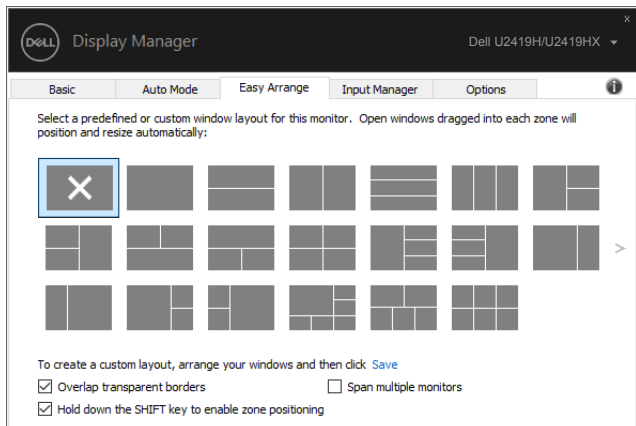 x
DELL Display Manager Dell U2419H/U2419HX
Basic Auto Mode Easy Arrange Input Manager Options
Select a predefined or custom window layout for this monitor. Open windows dragged into each zone will
position and resize automatically:
To create a custom layout, arrange your windows and then click Save
Overlap transparent borders Span multiple monitors
Hold down the SHIFT key to enable zone positioning